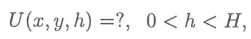 U(x, y, h) =?, 0 < h < H,